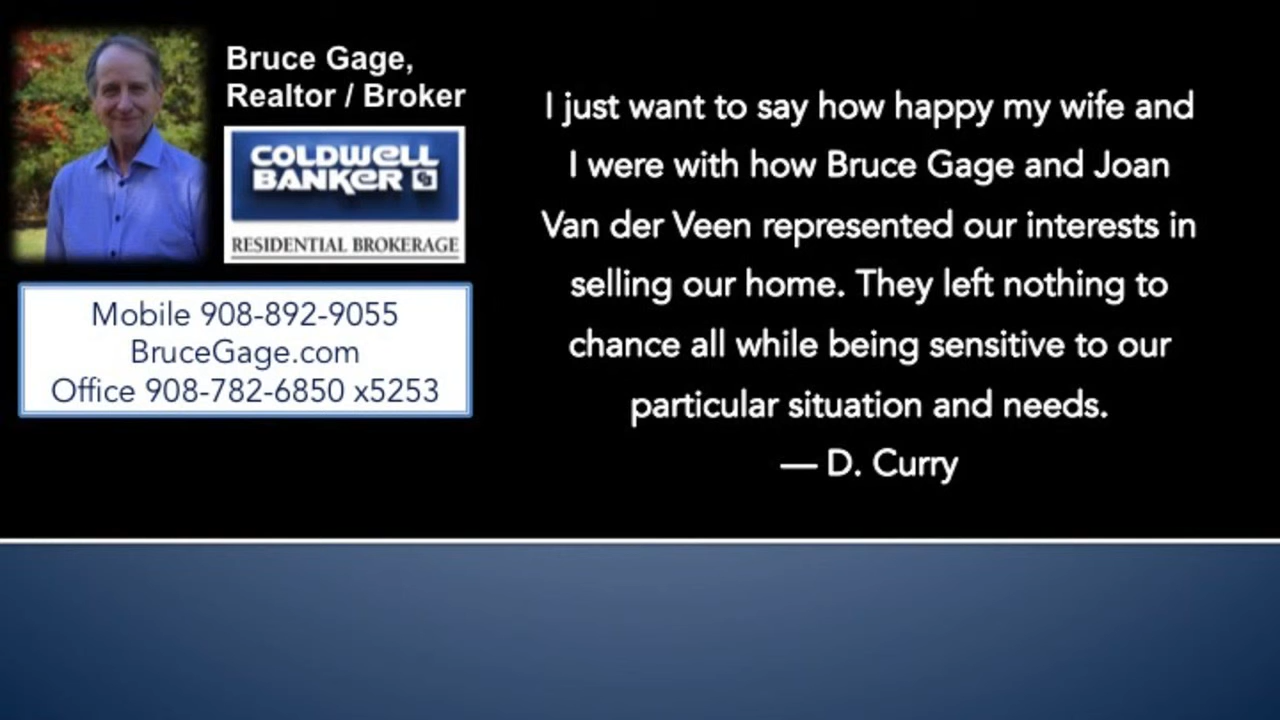 Bruce Gage,
Realtor / Broker
COLDWELL
BANKER CB
RESIDENTIAL BROKERAGE
Mobile 908-892-9055
BruceGage.com
Office 908-782-6850 x5253
I just want to say how happy my wife and
I were with how Bruce Gage and Joan
Van der Veen represented our interests in
selling our home. They left nothing to
chance all while being sensitive to our
particular situation and needs.
— D. Curry